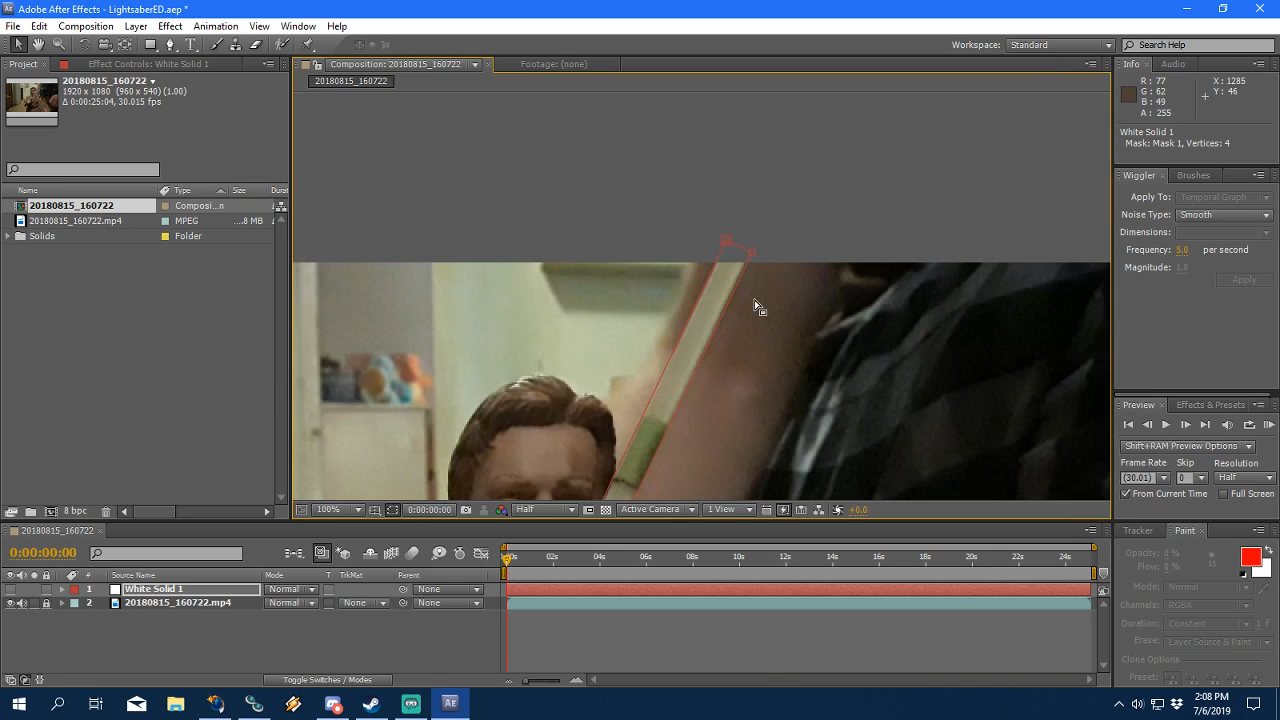 Adobe After Effects - LightsaberED.aep *
File Edit Composition Layer Effect Animation View Window Help
Workspace: Standard Search Help
Project Effect Controls: White Solid 1
Composition: 20180815_160722 Footage: (none)
Info Audio
20180815_160722
1920 x 1080 (960 x 540) (1.00)
Δ 0:00:25:04, 30.015 fps
20180815_160722
R : 77
G : 62
B : 49
A : 255
X : 1285
Y : 46
White Solid 1
Mask: Mask 1, Vertices: 4
Name Type Size Durat
20180815_160722 Composi...n
20180815_160722.mp4 MPEG ....8 MB
Solids Folder
Wiggler Brushes
Apply To: Temporal Graph
Noise Type: Smooth
Dimensions:
Frequency: 5.0 per second
Magnitude: 1.0
Apply
Preview Effects & Presets
Shift+RAM Preview Options
Frame Rate Skip Resolution
(30.01) 0 Half
From Current Time Full Screen
8 bpc
100% 0:00:00:00 Half Active Camera 1 View +0.0
20180815_160722
0:00:00:00
02s 04s 06s 08s 10s 12s 14s 16s 18s 20s 22s 24s
# Source Name Mode T TrkMat Parent
1 White Solid 1 Normal None
2 20180815_160722.mp4 Normal None None
Toggle Switches / Modes
Tracker Paint
Opacity: 0 %
Flow: 0 %
15
Mode: Normal
Channels: RGBA
Duration: Constant 1 f
Erase: Layer Source & Paint
Clone Options
Preset:
Ae
2:08 PM
7/6/2019